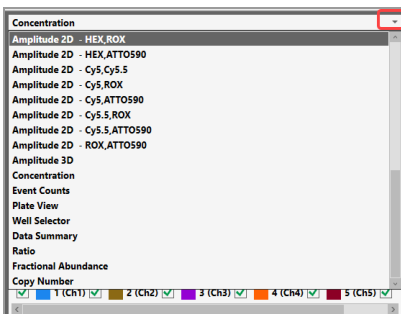 Concentration
Amplitude 2D - HEX,ROX
Amplitude 2D - HEX,ATTO590
Amplitude 2D - Cy5,Cy5.5
Amplitude 2D - Cy5,ROX
Amplitude 2D - Cy5,ATTO590
Amplitude 2D - Cy5.5,ROX
Amplitude 2D - Cy5.5,ATTO590
Amplitude 2D - ROX,ATTO590
Amplitude 3D
Concentration
Event Counts
Plate View
Well Selector
Data Summary
Ratio
Fractional Abundance
Copy Number
1 (Ch1) 2 (Ch2) 3 (Ch3) 4 (Ch4) 5 (Ch5)